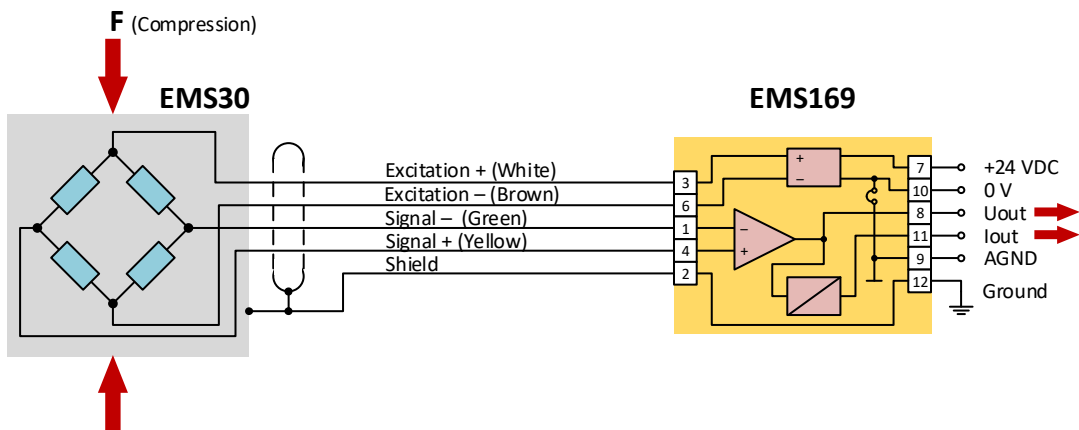 F (Compression)
EMS30
EMS169
Excitation + (White)
Excitation – (Brown)
Signal – (Green)
Signal + (Yellow)
Shield
3
6
1
4
2
+
–
–
+
7
10
8
11
9
12
+24 VDC
0 V
Uout
Iout
AGND
Ground